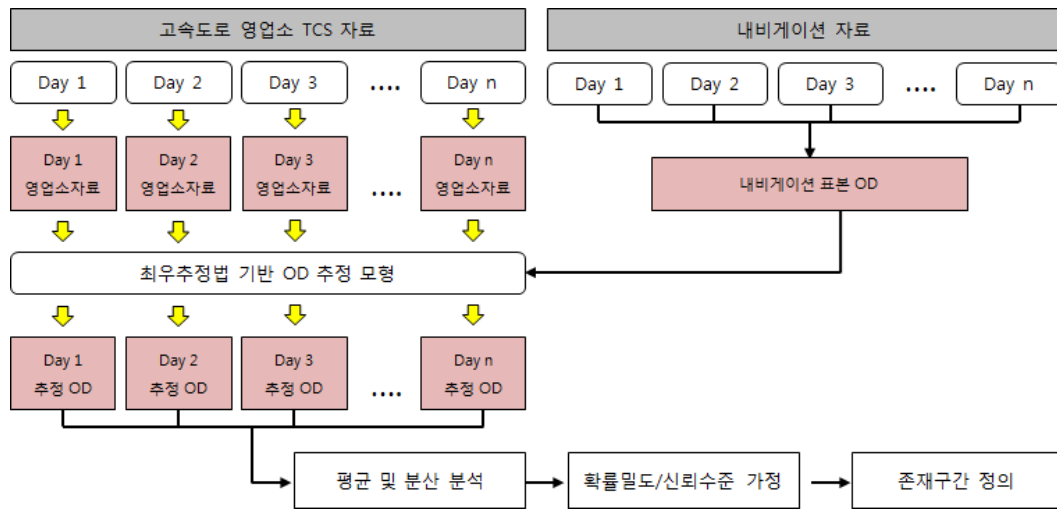 고속도로 영업소 TCS 자료
내비게이션 자료
Day 1
Day 2
Day 3
....
Day n
Day 1
Day 2
Day 3
....
Day n
Day 1
영업소자료
Day 2
영업소자료
Day 3
영업소자료
....
Day n
영업소자료
내비게이션 표본 OD
최우추정법 기반 OD 추정 모형
Day 1
추정 OD
Day 2
추정 OD
Day 3
추정 OD
....
Day n
추정 OD
평균 및 분산 분석
확률밀도/신뢰수준 가정
존재구간 정의